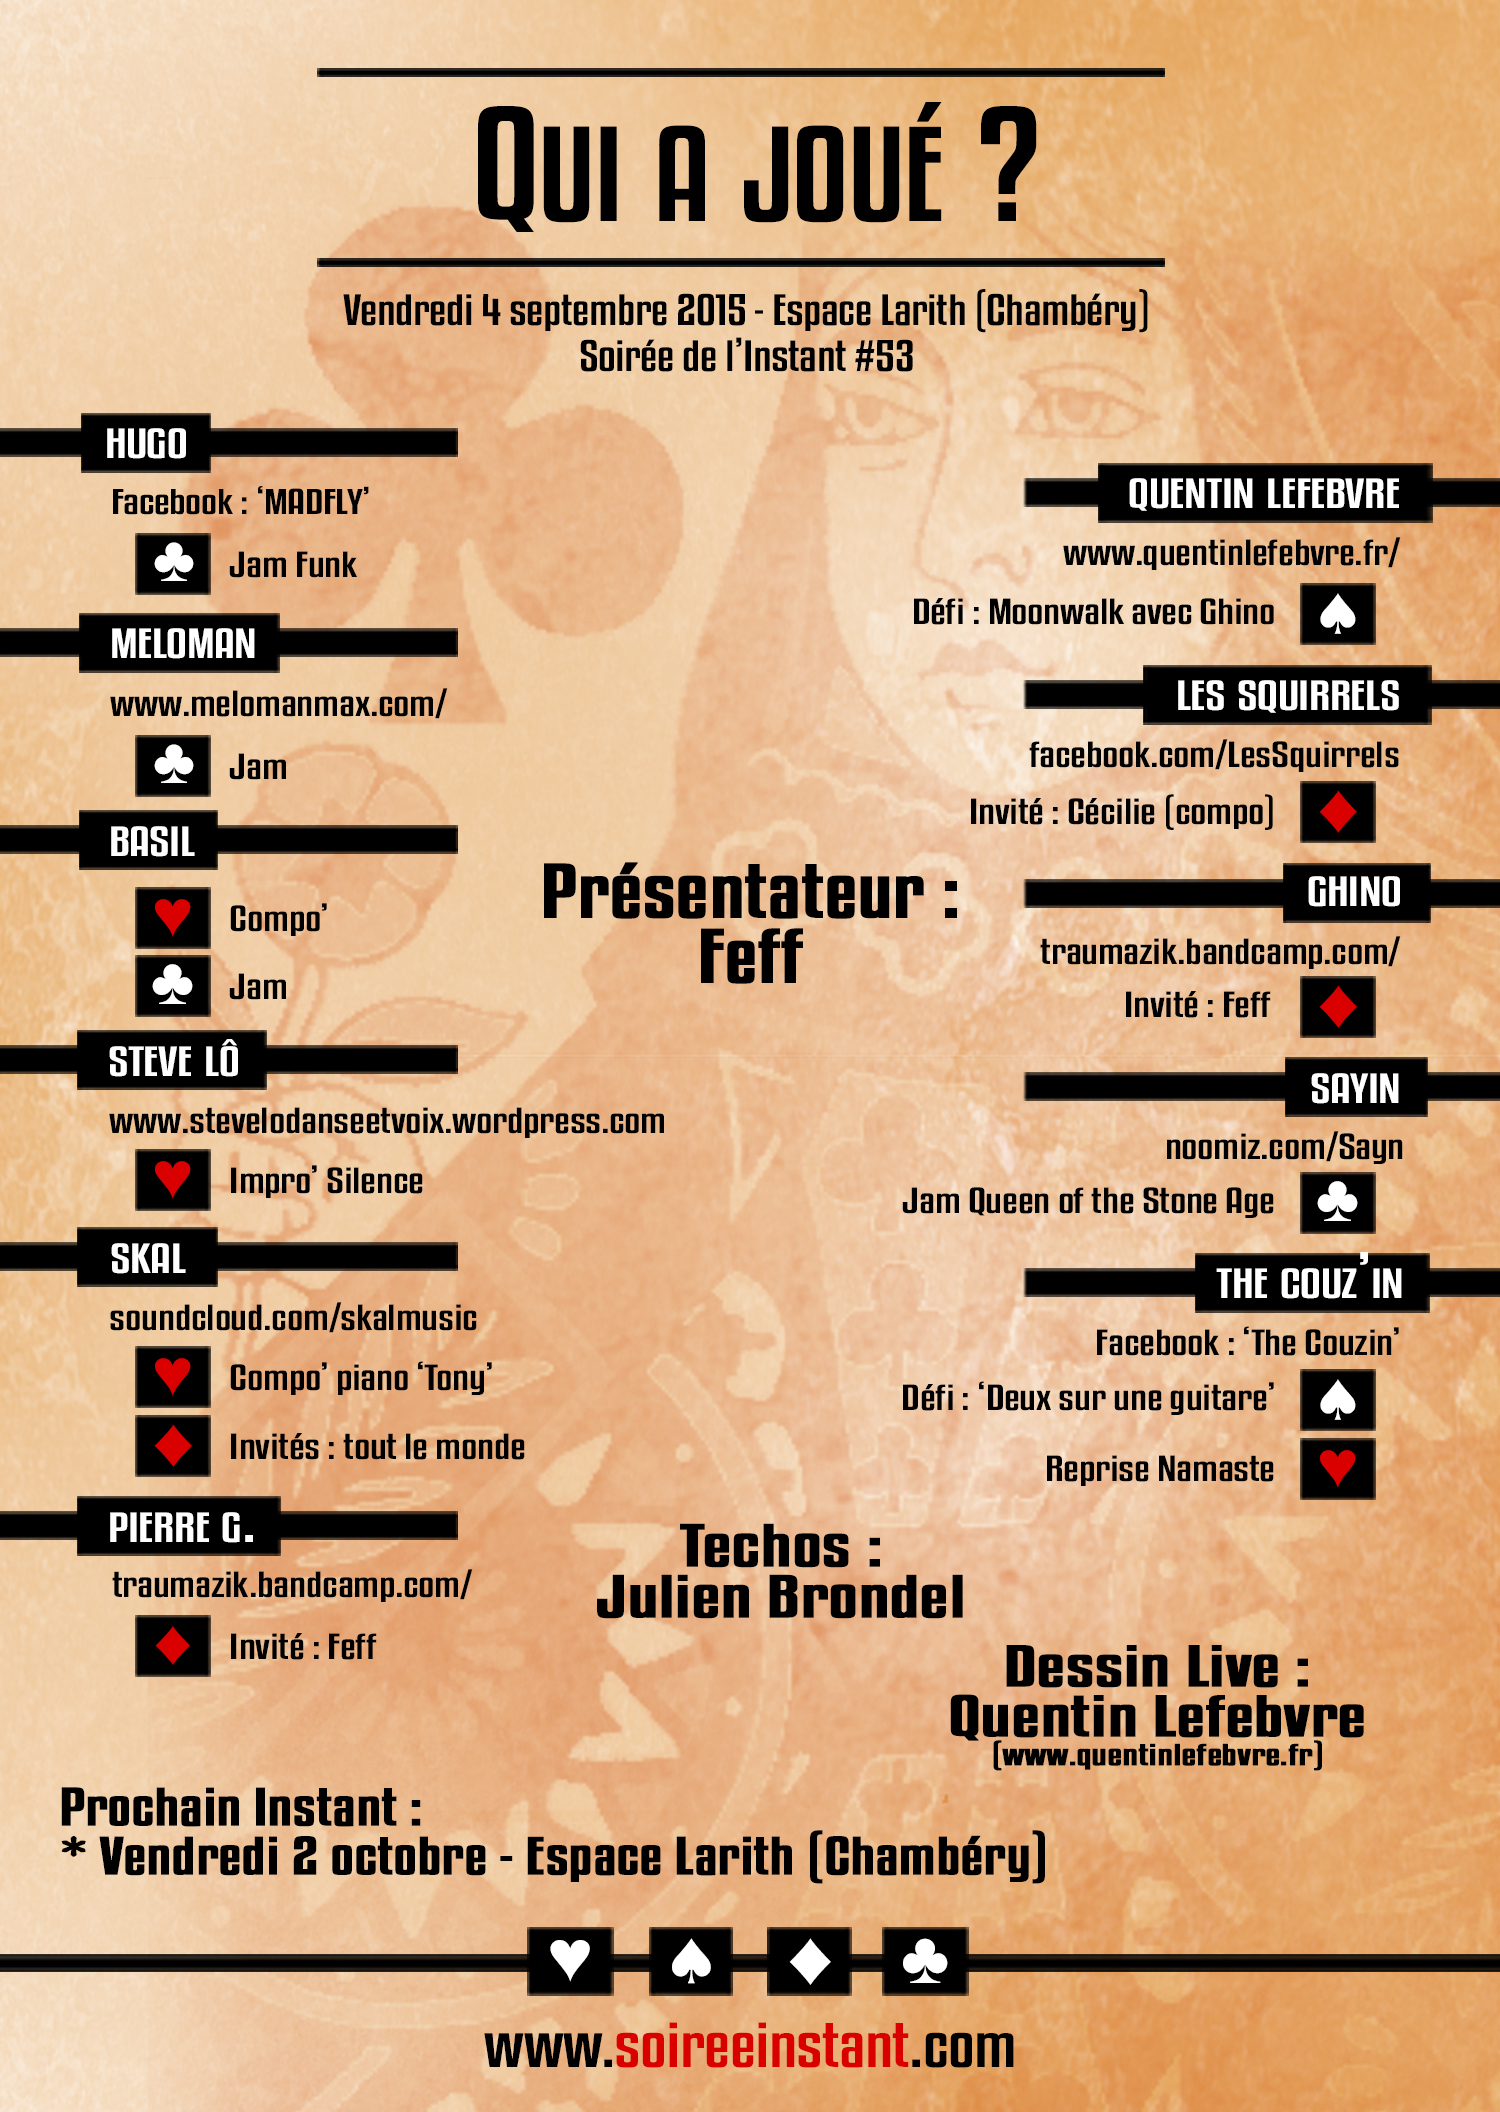 Qui a joué ?
Vendredi 4 septembre 2015 - Espace Larith (Chambéry)
Soirée de l'Instant #53
HUGO
Facebook : 'MADFLY'
Jam Funk
MELOMAN
www.melomanmax.com/
Jam
BASIL
Compo'
Jam
STEVE LÔ
www.stevelodanseetvoix.wordpress.com
Impro' Silence
SKAL
soundcloud.com/skalmusic
Compo' piano 'Tony'
Invités : tout le monde
PIERRE G.
traumazik.bandcamp.com/
Invité : Feff
Présentateur :
Feff
QUENTIN LEFEBVRE
www.quentinlefebvre.fr/
Défi : Moonwalk avec Ghino
LES SQUIRRELS
facebook.com/LesSquirrels
Invité : Cécilie (compo)
GHINO
traumazik.bandcamp.com/
Invité : Feff
SAYIN
noomiz.com/Sayn
Jam Queen of the Stone Age
THE COUZ'IN
Facebook : 'The Couzin'
Défi : 'Deux sur une guitare'
Reprise Namaste
Techos :
Julien Brondel
Dessin Live :
Quentin Lefebvre
(www.quentinlefebvre.fr)
Prochain Instant :
* Vendredi 2 octobre - Espace Larith (Chambéry)
www.soireeinstant.com